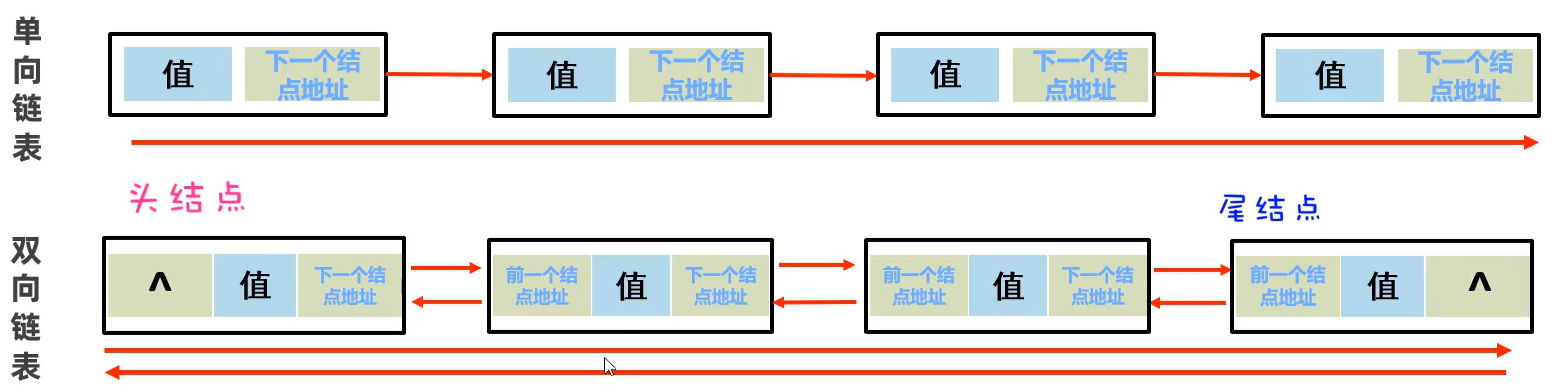 单向链表
值 下一个结 值 下一个结 值 下一个结 值 下一个结
点地址 点地址 点地址 点地址
头结点 尾结点
双向链表
^ 值 下一个结 前一个结 值 下一个结 前一个结 值 下一个结 前一个结 值 ^
点地址 点地址 点地址 点地址 点地址 点地址